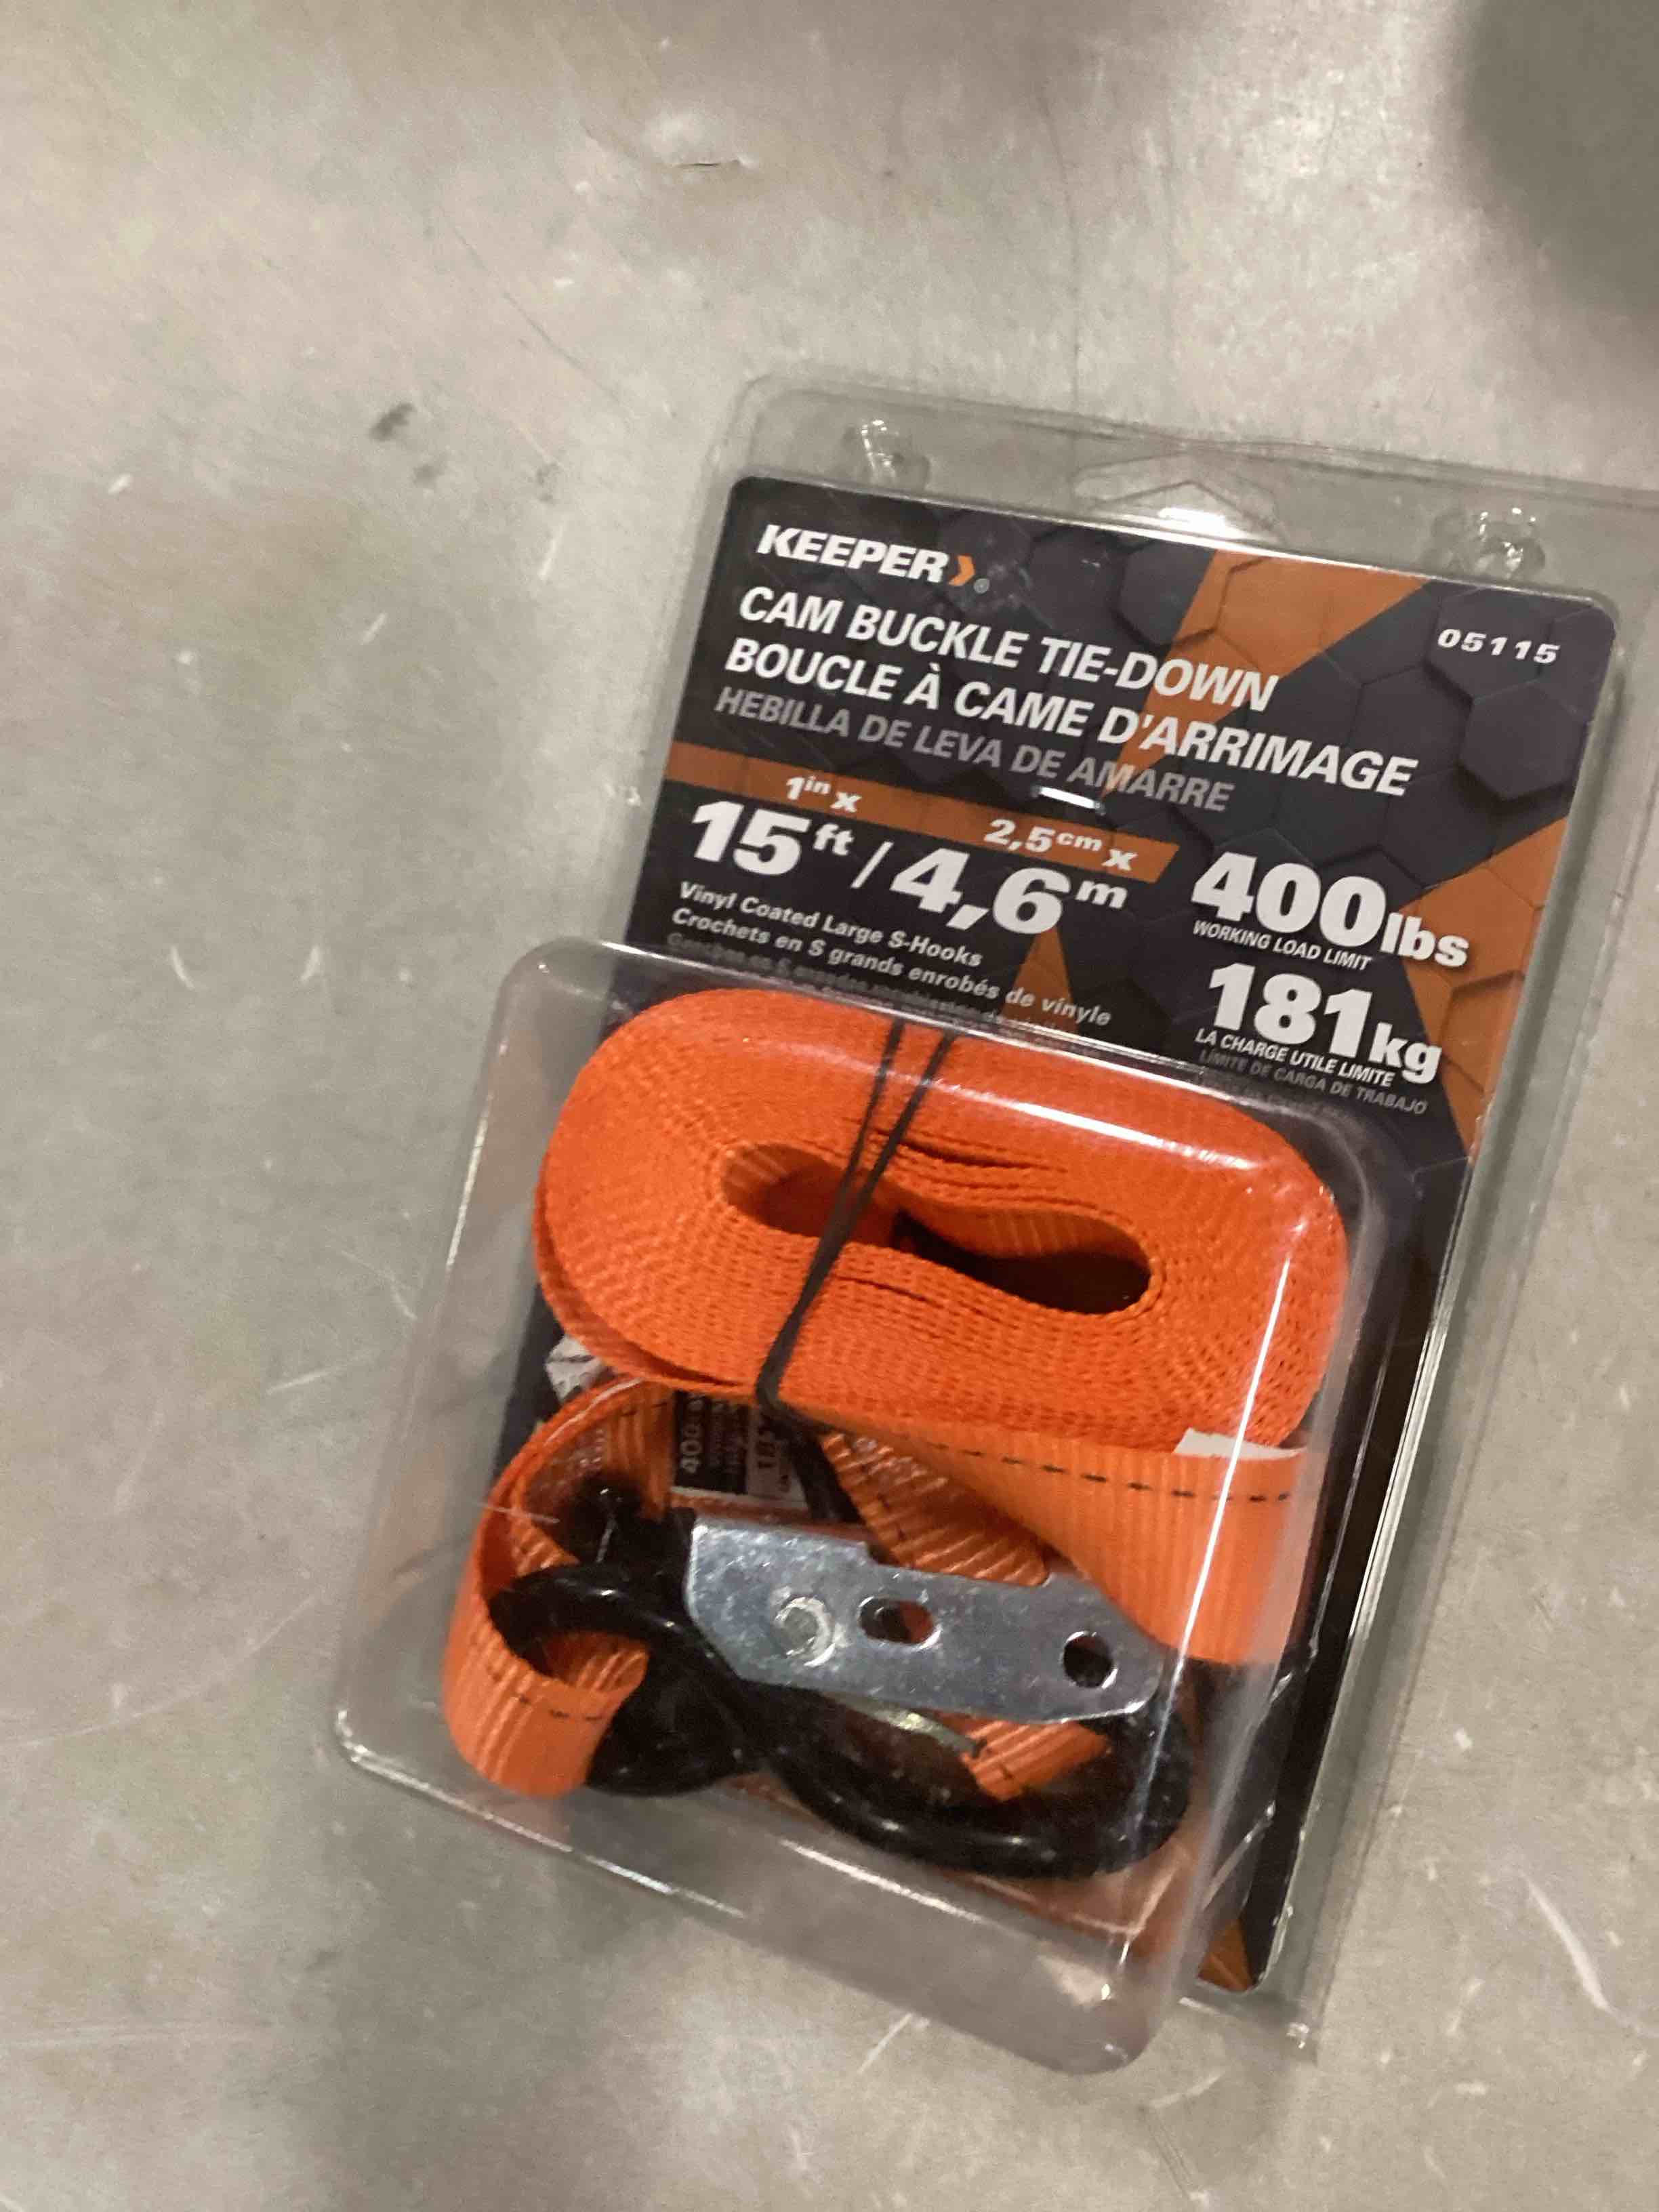 KEEPER
05115
CAM BUCKLE TIE-DOWN
BOUCLE À CAME D'ARRIMAGE
HEBILLA DE LEVA DE AMARRE
1in x 2,5cm x
15ft / 4,6m
400lbs
WORKING LOAD LIMIT
181kg
LA CHARGE UTILE LIMITE
LÍMITE DE CARGA DE TRABAJO
Vinyl Coated Large S-Hooks
Crochets en S grands enrobés de vinyle
400